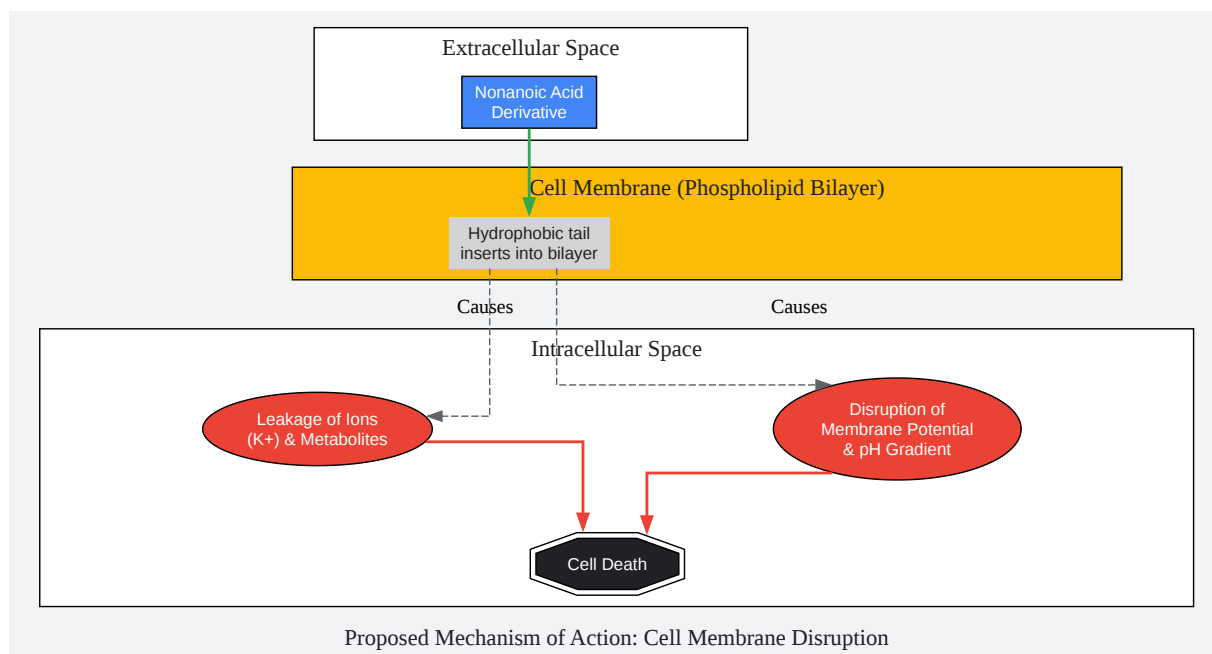 Extracellular Space
Nonanoic Acid
Derivative
Cell Membrane (Phospholipid Bilayer)
Hydrophobic tail
inserts into bilayer
Causes
Causes
Intracellular Space
Leakage of Ions
(K+) & Metabolites
Disruption of
Membrane Potential
& pH Gradient
Cell Death
Proposed Mechanism of Action: Cell Membrane Disruption